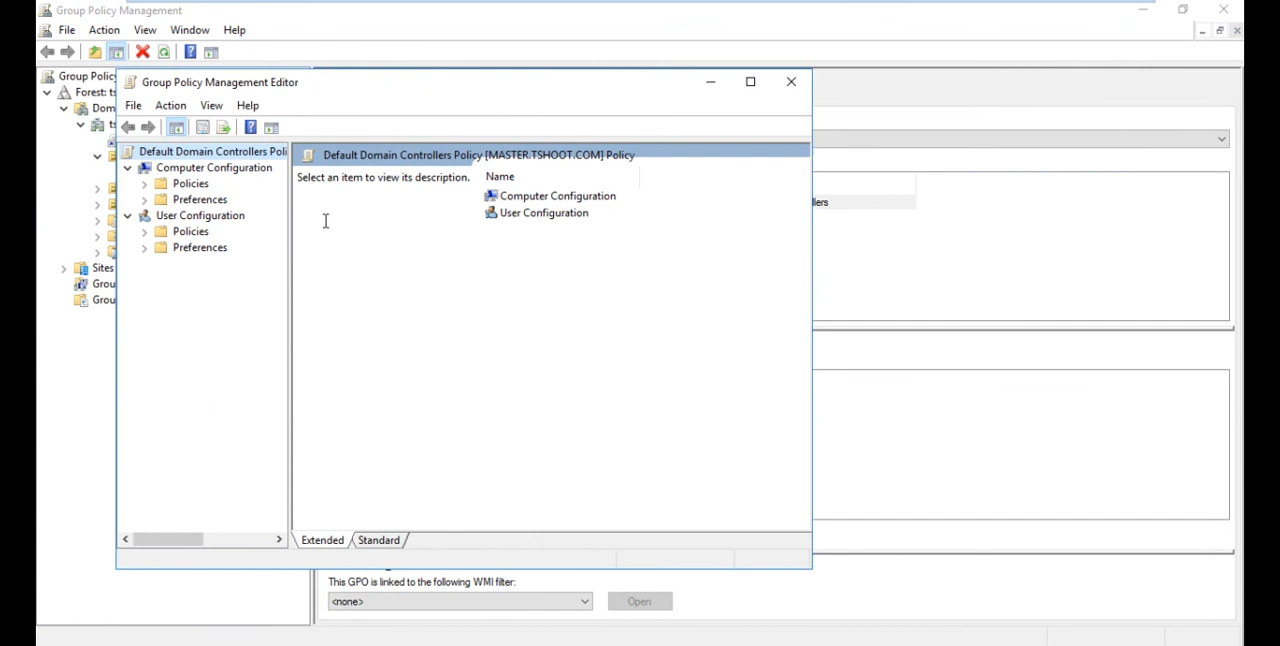 Group Policy Management
File Action View Window Help
Group Policy
Forest: ts
Dom
ts
Sites
Grou
Grou
Group Policy Management Editor
File Action View Help
Default Domain Controllers Poli
Computer Configuration
Policies
Preferences
User Configuration
Policies
Preferences
Default Domain Controllers Policy [MASTER.TSHOOT.COM] Policy
Select an item to view its description.
Name
Computer Configuration
User Configuration
Extended Standard
llers
This GPO is linked to the following WMI filter:
<none>
Open